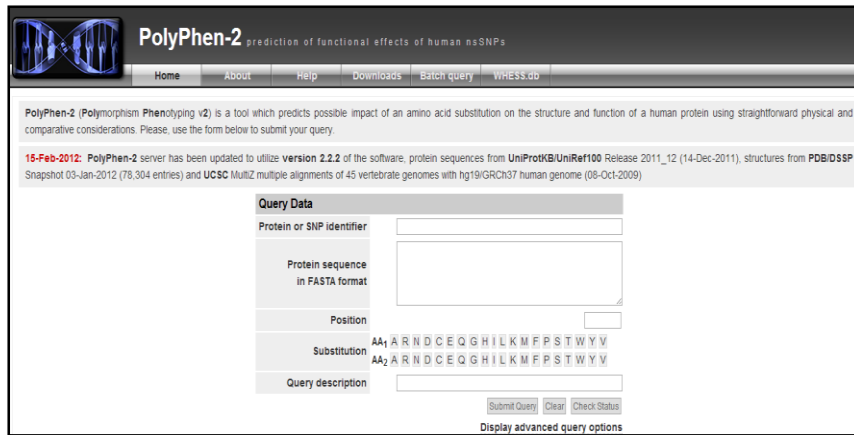 PolyPhen-2 prediction of functional effects of human nsSNPs
Home About Help Downloads Batch query WHESS.db
PolyPhen-2 (Polymorphism Phenotyping v2) is a tool which predicts possible impact of an amino acid substitution on the structure and function of a human protein using straightforward physical and
comparative considerations. Please, use the form below to submit your query.
15-Feb-2012: PolyPhen-2 server has been updated to utilize version 2.2.2 of the software, protein sequences from UniProtKB/UniRef100 Release 2011_12 (14-Dec-2011), structures from PDB/DSSP
Snapshot 03-Jan-2012 (78,304 entries) and UCSC MultiZ multiple alignments of 45 vertebrate genomes with hg19/GRCh37 human genome (08-Oct-2009)
Query Data
Protein or SNP identifier
Protein sequence
in FASTA format
Position
Substitution
AA1 A R N D C E Q G H I L K M F P S T W Y V
AA2 A R N D C E Q G H I L K M F P S T W Y V
Query description
Submit Query Clear Check Status
Display advanced query options